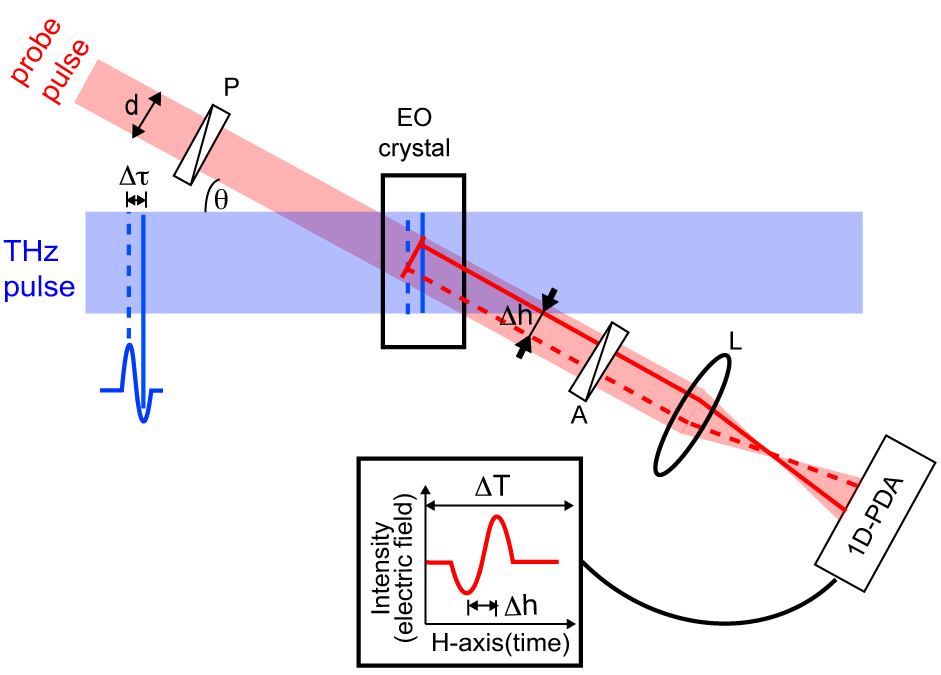 probe
pulse
d
P
EO
crystal
Δτ
θ
THz
pulse
Δh
L
A
1D-PDA
ΔT
Intensity
(electric field)
Δh
H-axis(time)